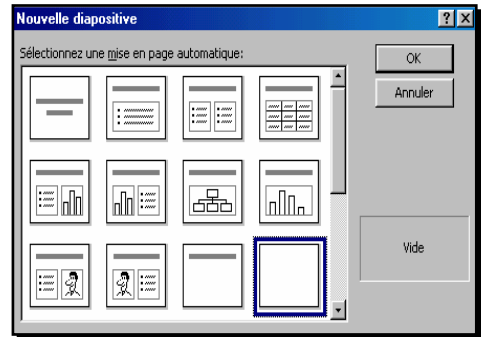 Nouvelle diapositive
Sélectionnez une mise en page automatique:
OK
Annuler
Vide